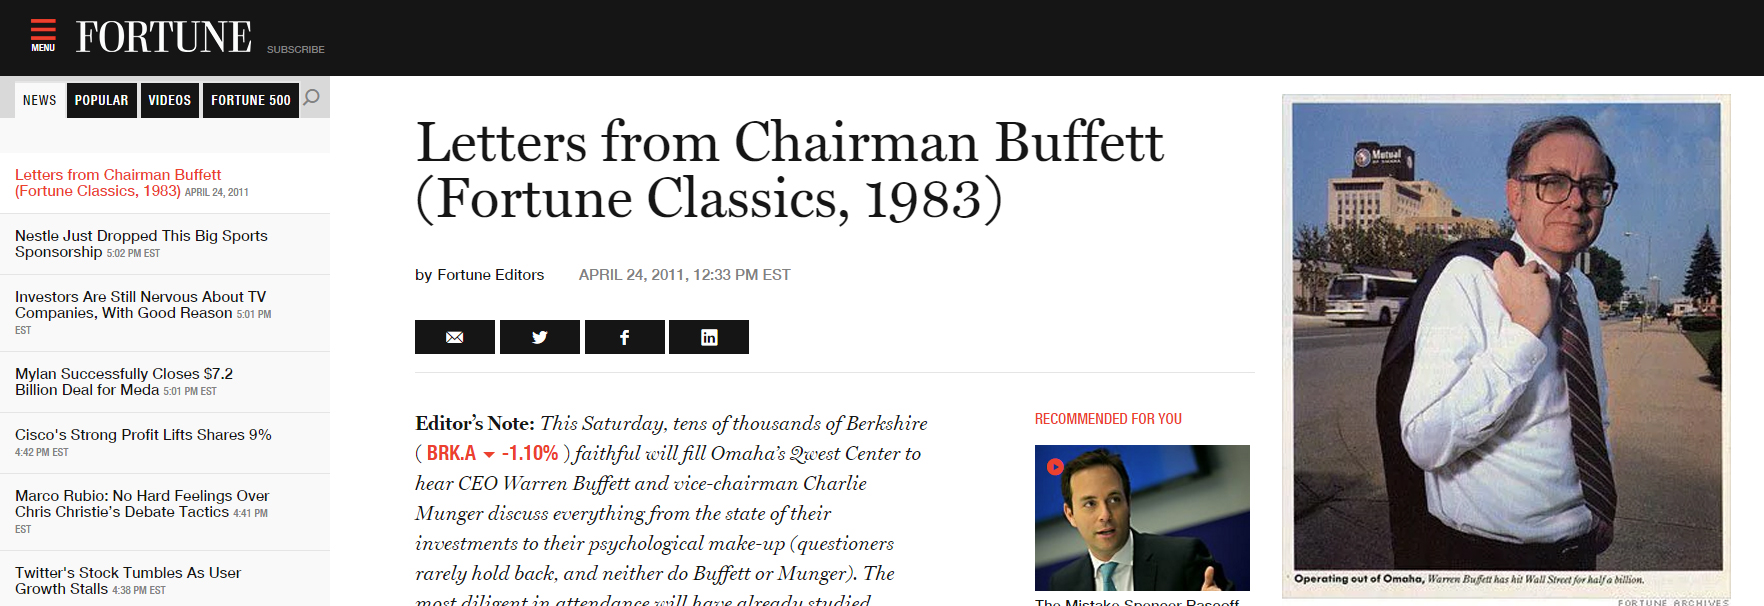 MENU
FORTUNE
SUBSCRIBE
NEWS
POPULAR
VIDEOS
FORTUNE 500
Letters from Chairman Buffett
(Fortune Classics, 1983) APRIL 24, 2011
Nestle Just Dropped This Big Sports
Sponsorship 5:02 PM EST
Investors Are Still Nervous About TV
Companies, With Good Reason 5:01 PM
EST
Mylan Successfully Closes $7.2
Billion Deal for Meda 5:01 PM EST
Cisco's Strong Profit Lifts Shares 9%
4:42 PM EST
Marco Rubio: No Hard Feelings Over
Chris Christie's Debate Tactics 4:41 PM
EST
Twitter's Stock Tumbles As User
Growth Stalls 4:38 PM EST
Letters from Chairman Buffett
(Fortune Classics, 1983)
by Fortune Editors APRIL 24, 2011, 12:33 PM EST
Editor's Note: This Saturday, tens of thousands of Berkshire
( BRK.A -1.10% ) faithful will fill Omaha's Qwest Center to
hear CEO Warren Buffett and vice-chairman Charlie
Munger discuss everything from the state of their
investments to their psychological make-up (questioners
rarely hold back, and neither do Buffett or Munger). The
most diligent in attendance will have already studied
RECOMMENDED FOR YOU
The Mistake Spencer Rascoff
Mutual
Operating out of Omaha, Warren Buffett has hit Wall Street for half a billion.
FORTUNE ARCHIVES